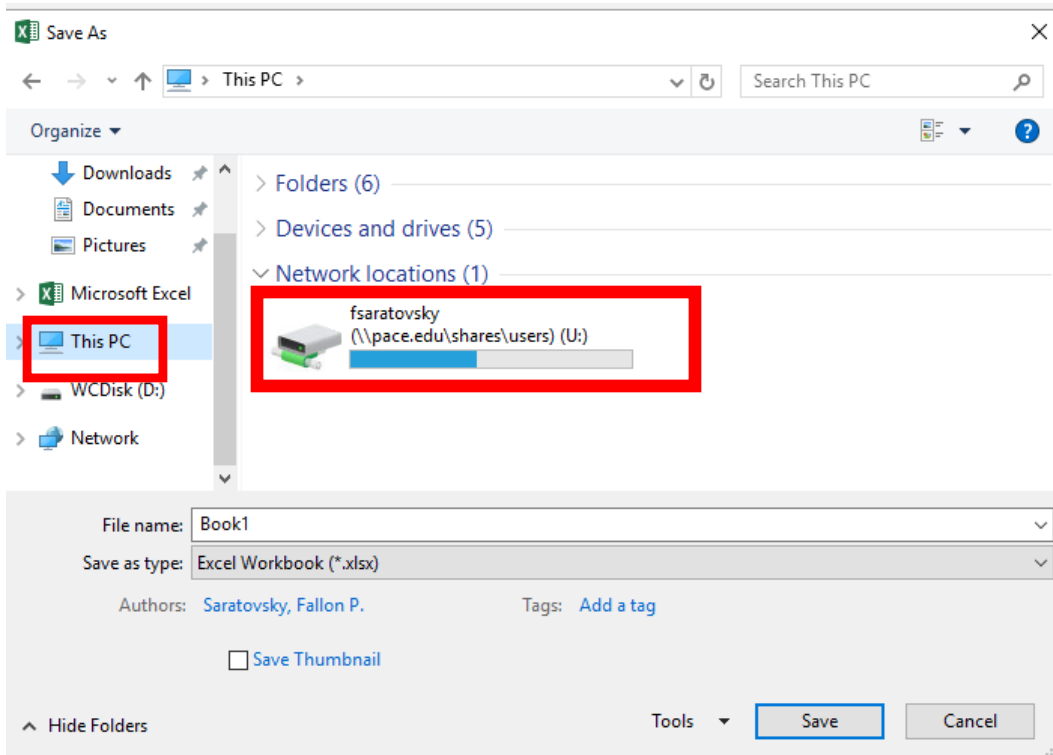 Save As
This PC
Search This PC
Organize
Downloads
Documents
Pictures
Microsoft Excel
This PC
WCDisk (D:)
Network
Folders (6)
Devices and drives (5)
Network locations (1)
fsaratovsky
(\\pace.edu\shares\users) (U:)
File name: Book1
Save as type: Excel Workbook (*.xlsx)
Authors: Saratovsky, Fallon P. Tags: Add a tag
Save Thumbnail
Hide Folders Tools Save Cancel